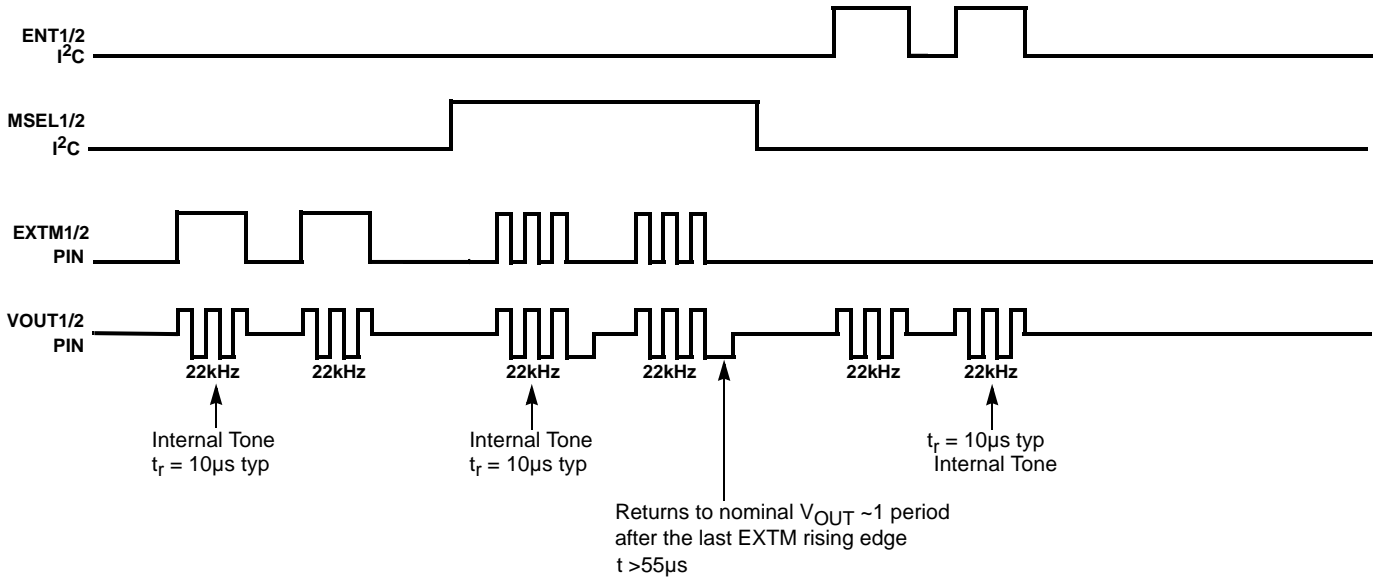 ENT1/2
I²C
MSEL1/2
I²C
EXTM1/2
PIN
VOUT1/2
PIN
22kHz
22kHz
22kHz
22kHz
22kHz
22kHz
Internal Tone
tr = 10µs typ
Internal Tone
tr = 10µs typ
tr = 10µs typ
Internal Tone
Returns to nominal VOUT ~1 period
after the last EXTM rising edge
t >55µs